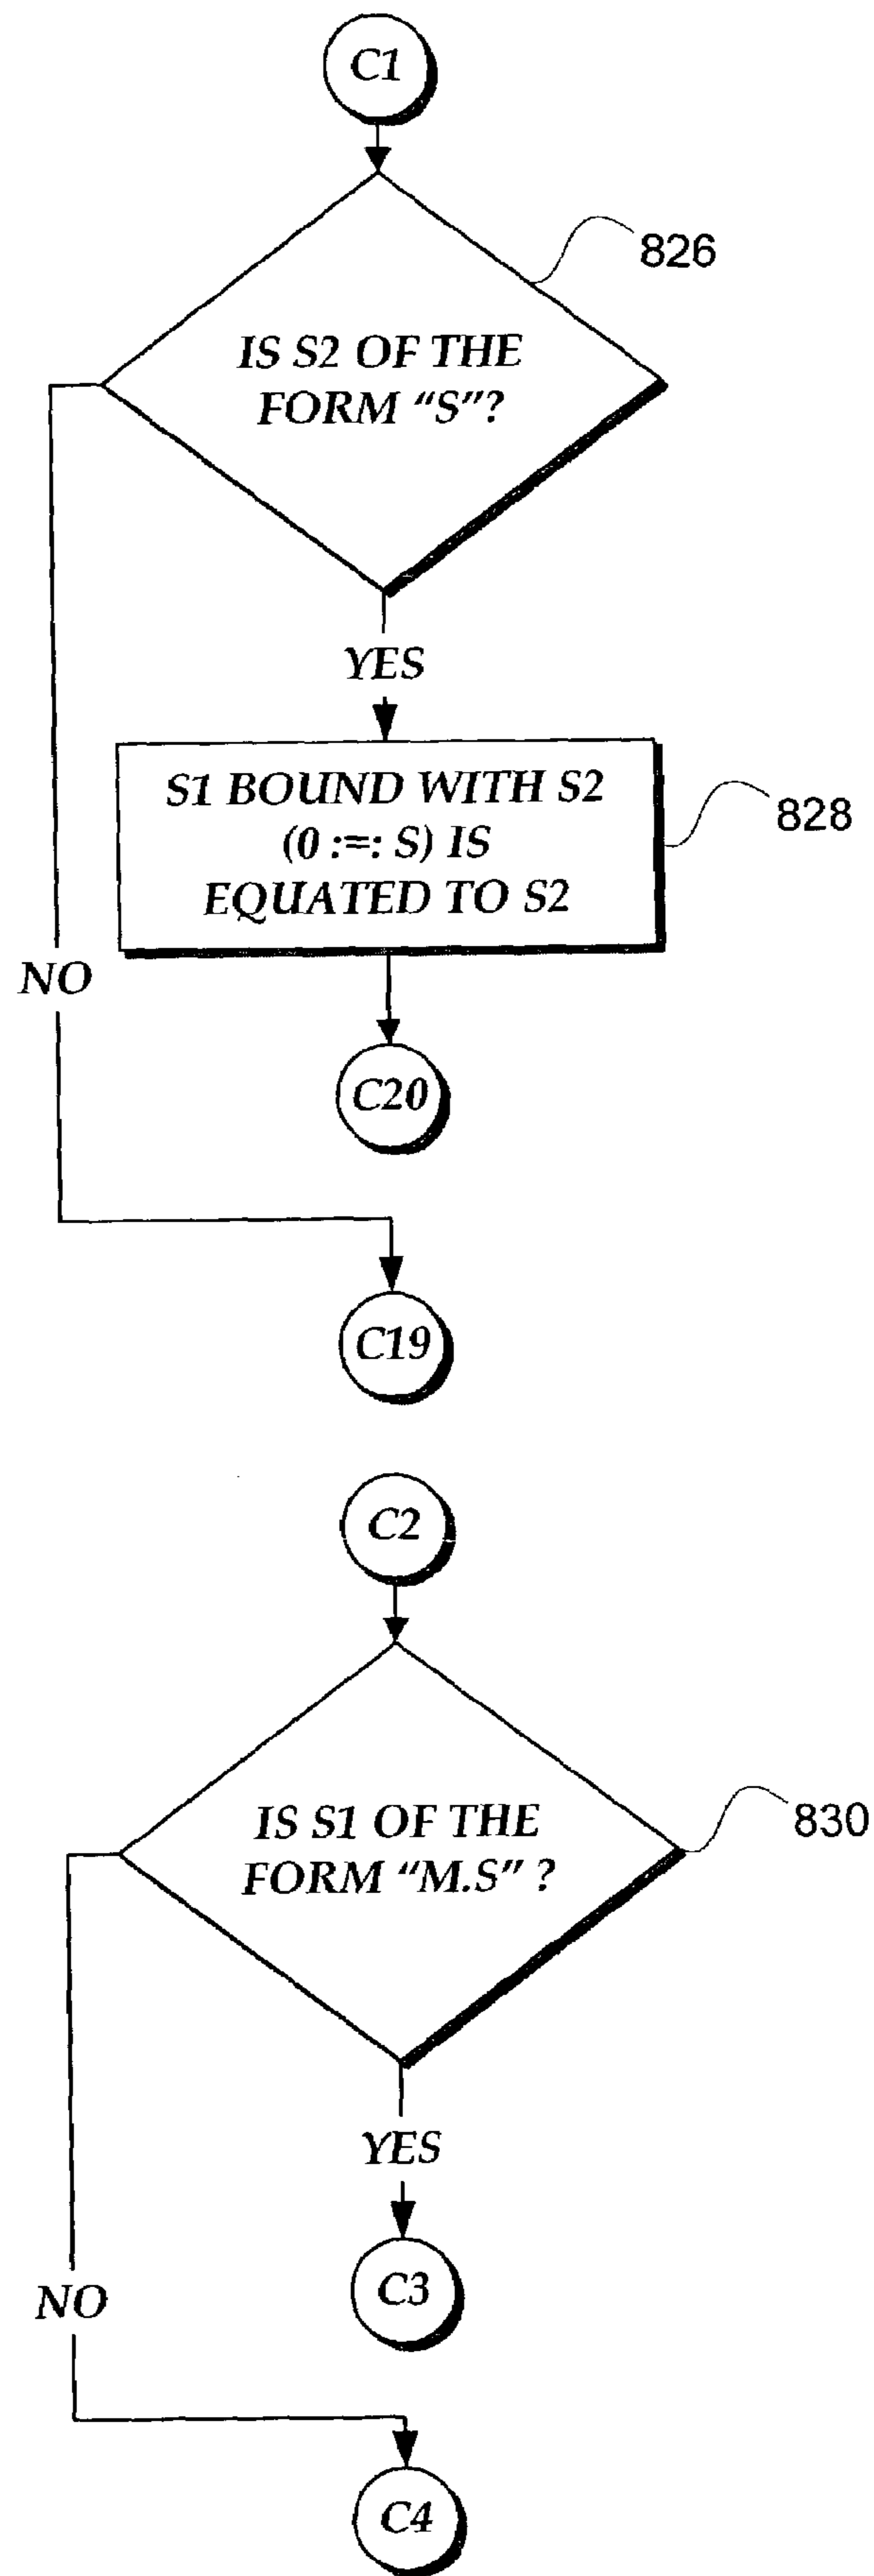 C1
826
IS S2 OF THE
FORM “S”?
YES
S1 BOUND WITH S2
(0 :=: S) IS
EQUATED TO S2
828
NO
C20
C19
C2
IS S1 OF THE
FORM “M.S” ?
830
YES
C3
NO
C4